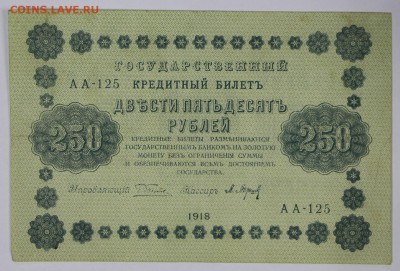 COINS.LAVE.RU
ГОСУДАРСТВЕННЫЙ
АА-125 КРЕДИТНЫЙ БИЛЕТЪ
ДВѢСТИ ПЯТЬДЕСЯТЪ
РУБЛЕЙ
250 250
КРЕДИТНЫЕ БИЛЕТЫ РАЗМѢНИВАЮТСЯ
ГОСУДАРСТВЕННЫМЪ БАНКОМЪ НА ЗОЛОТУЮ
МОНЕТУ БЕЗЪ ОГРАНИЧЕНІЯ СУММЫ
И ОБЕЗПЕЧИВАЮТСЯ ВСѢМЪ ДОСТОЯНІЕМЪ
ГОСУДАРСТВА.
Управляющій Кассиръ
1918
АА-125